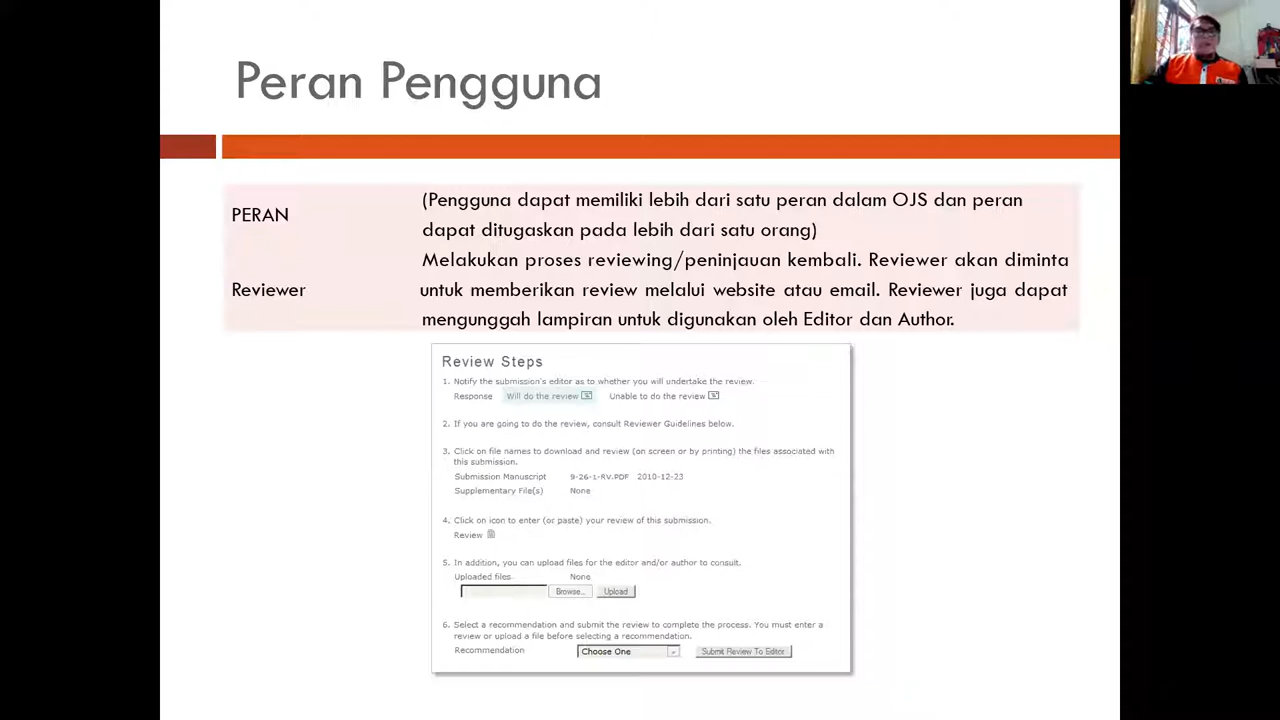 Peran Pengguna
PERAN
(Pengguna dapat memiliki lebih dari satu peran dalam OJS dan peran
dapat ditugaskan pada lebih dari satu orang)
Reviewer
Melakukan proses reviewing/peninjauan kembali. Reviewer akan diminta
untuk memberikan review melalui website atau email. Reviewer juga dapat
mengunggah lampiran untuk digunakan oleh Editor dan Author.
Review Steps
1. Notify the submission's editor as to whether you will undertake the review.
Response Will do the review Unable to do the review
2. If you are going to do the review, consult Reviewer Guidelines below.
3. Click on file names to download and review (on screen or by printing) the files associated with
this submission.
Submission Manuscript 9-26-1-RV.PDF 2010-12-23
Supplementary File(s) None
4. Click on icon to enter (or paste) your review of this submission.
Review
5. In addition, you can upload files for the editor and/or author to consult.
Uploaded files None
Browse... Upload
6. Select a recommendation and submit the review to complete the process. You must enter a
review or upload a file before selecting a recommendation.
Recommendation Choose One Submit Review To Editor